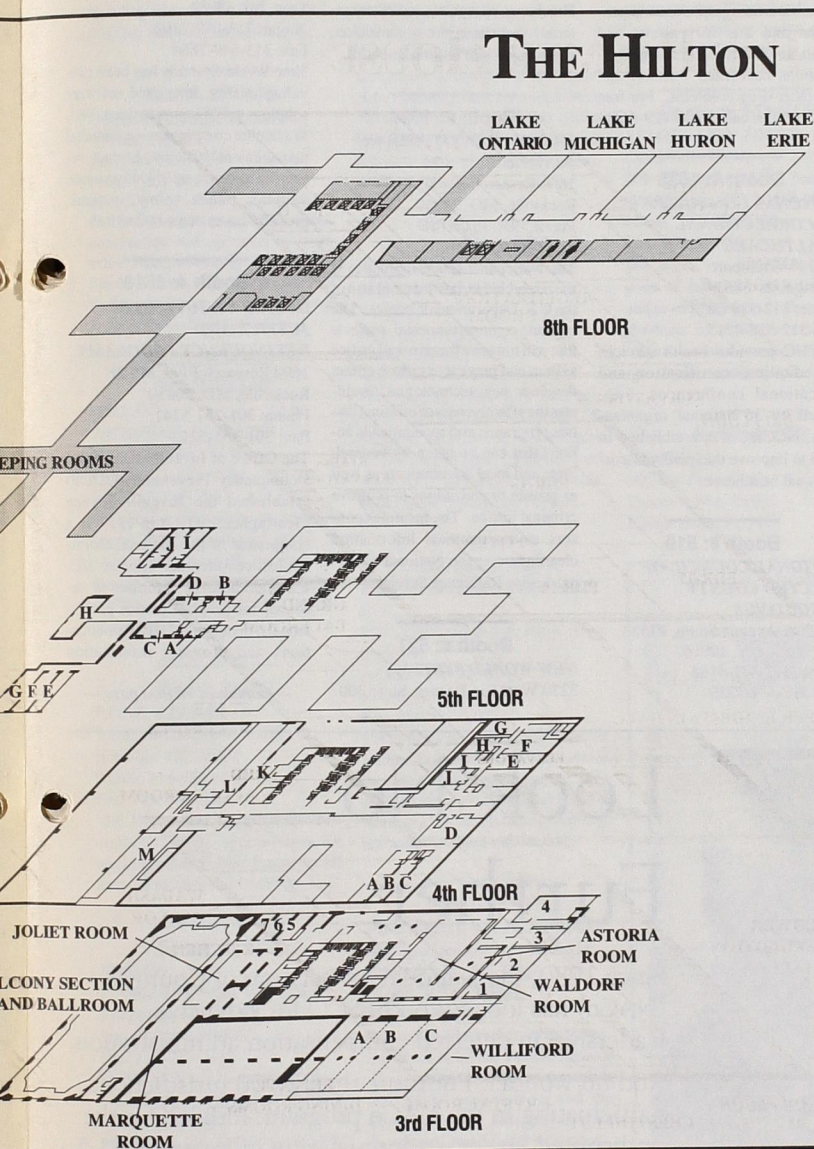 THE HILTON
LAKE ONTARIO
LAKE MICHIGAN
LAKE HURON
LAKE ERIE
8th FLOOR
EPING ROOMS
J I
D B
H
C A
G F E
5th FLOOR
G
H F
I E
J
K
L
D
M
A B C
4th FLOOR
JOLIET ROOM
7 6 5
4
3
2
1
ASTORIA
ROOM
WALDORF
ROOM
LCONY SECTION
AND BALLROOM
A B C
WILLIFORD
ROOM
MARQUETTE
ROOM
3rd FLOOR